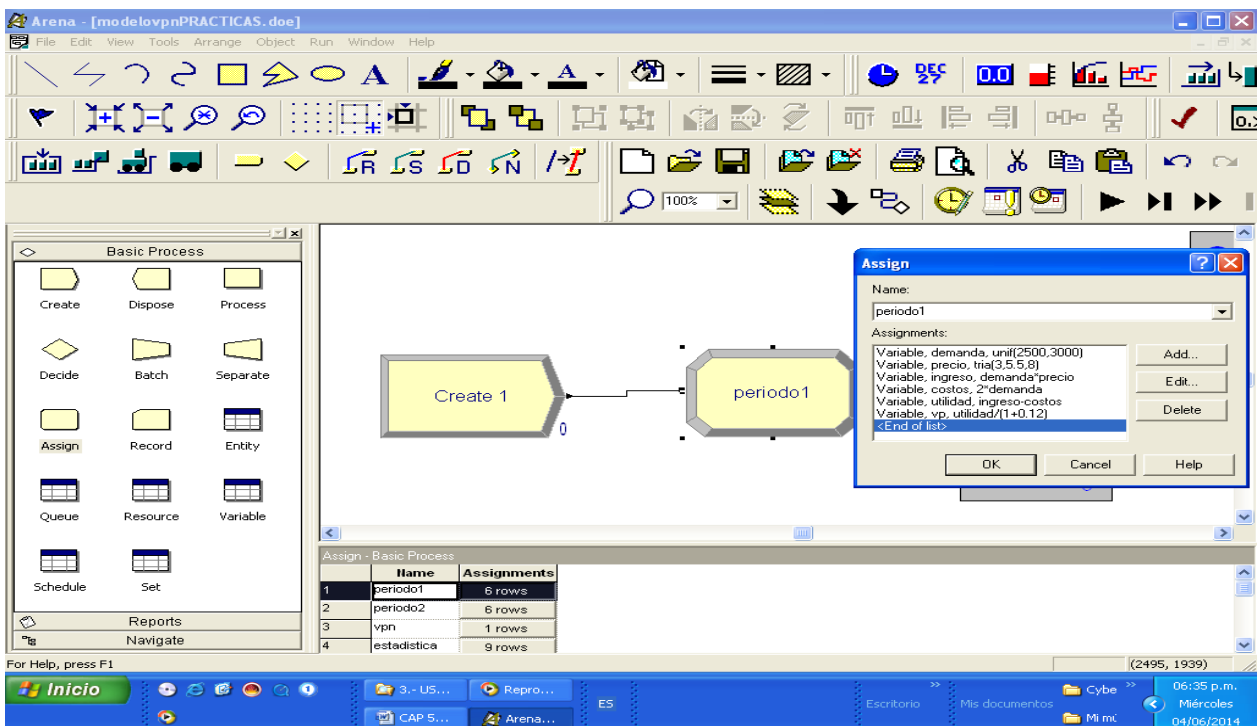 Arena - [modelovpnPRACTICAS.doe]
File Edit View Tools Arrange Object Run Window Help
A A DEC 27 0.0
R S D N
100%
Basic Process
Create Dispose Process
Decide Batch Separate
Assign Record Entity
Queue Resource Variable
Schedule Set
Reports
Navigate
Create 1
0
periodo1
Assign
Name:
periodo1
Assignments:
Variable, demanda, unif(2500,3000)
Variable, precio, tria(3,5.5,8)
Variable, ingreso, demanda*precio
Variable, costos, 2*demanda
Variable, utilidad, ingreso-costos
Variable, vp, utilidad/(1+0.12)
<End of list>
Add...
Edit...
Delete
OK Cancel Help
Assign - Basic Process
Name Assignments
1 periodo1 6 rows
2 periodo2 6 rows
3 vpn 1 rows
4 estadistica 9 rows
For Help, press F1
(2495, 1939)
Inicio
3.- US...
Repro...
CAP 5...
Arena...
ES
Escritorio
Mis documentos
Cybe
06:35 p.m.
Miércoles
04/06/2014